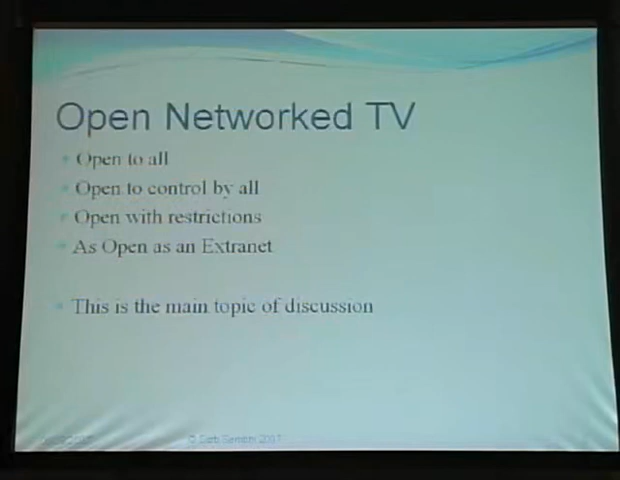 Open Networked TV
Open to all
Open to control by all
Open with restrictions
As Open as an Extranet
This is the main topic of discussion